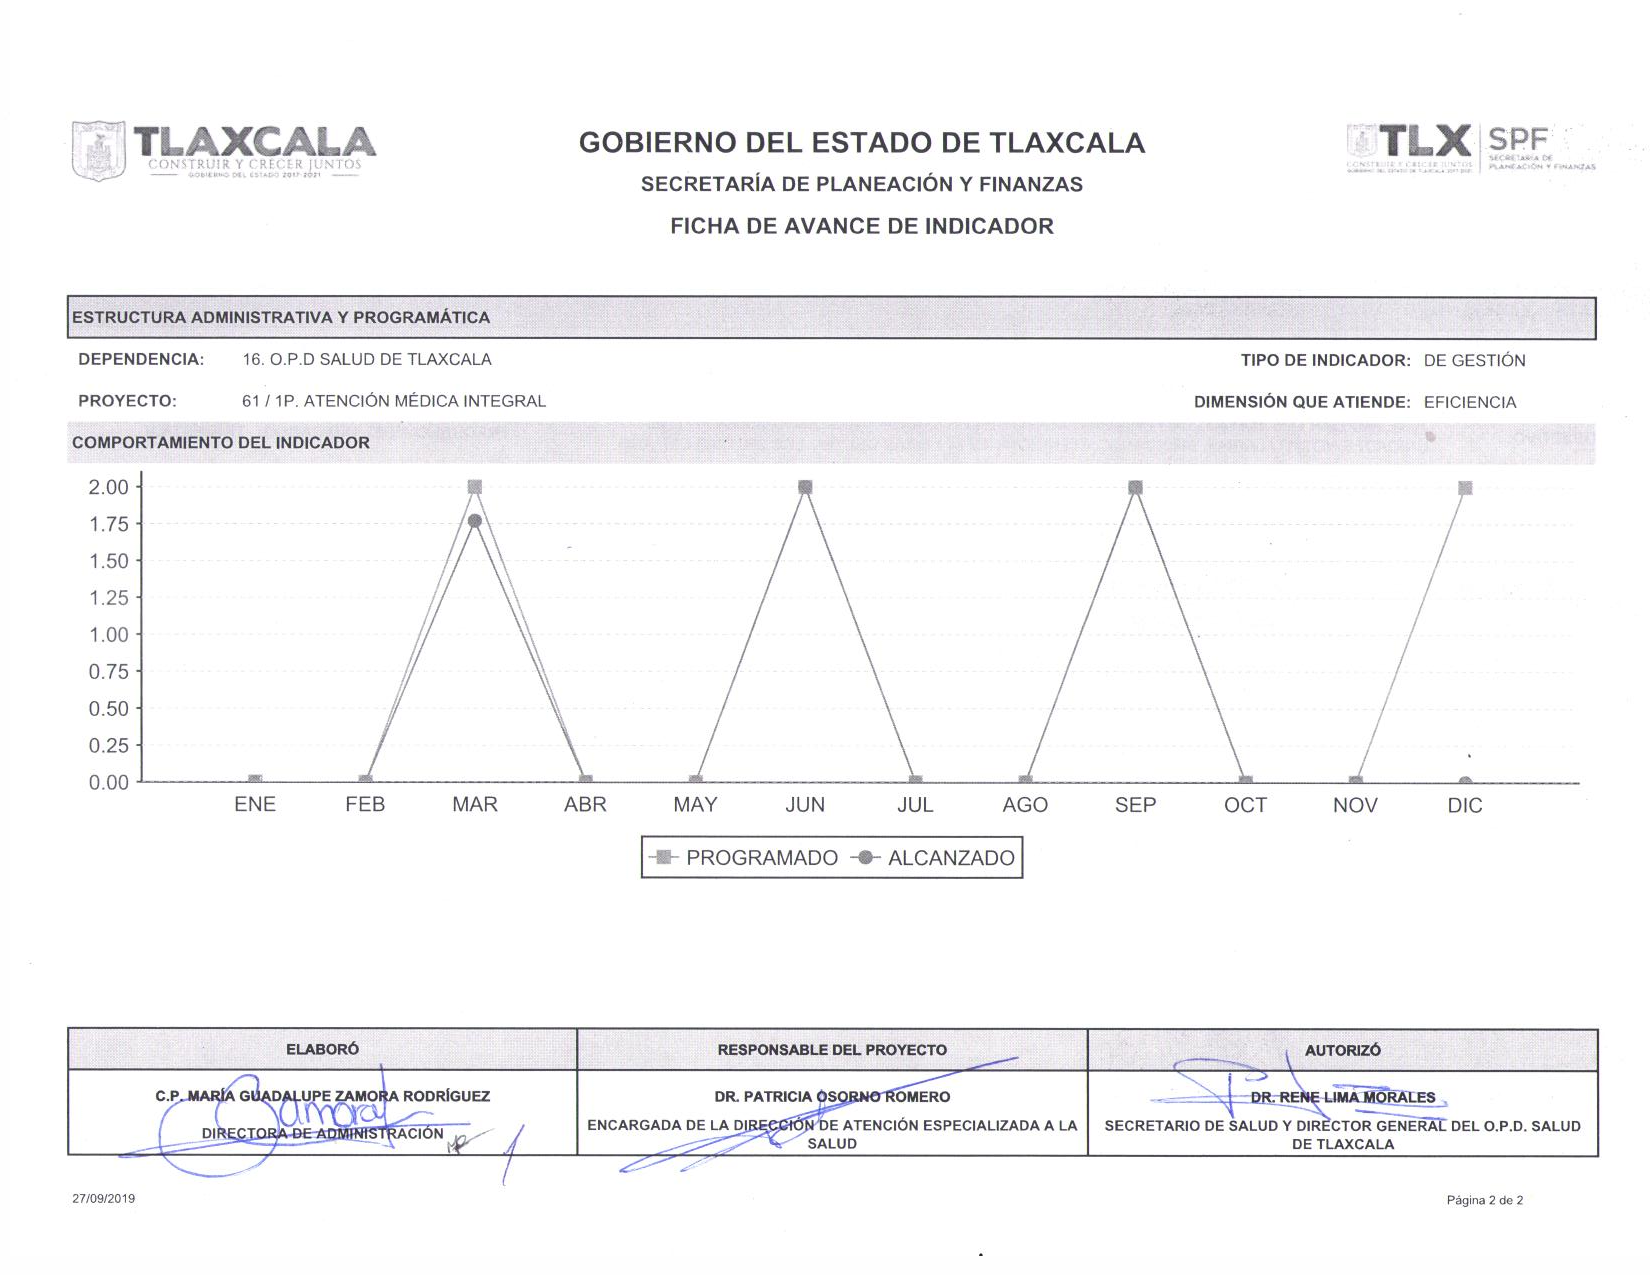 TLAXCALA
CONSTRUIR Y CRECER JUNTOS
GOBIERNO DEL ESTADO 2017-2021
GOBIERNO DEL ESTADO DE TLAXCALA
SECRETARÍA DE PLANEACIÓN Y FINANZAS
FICHA DE AVANCE DE INDICADOR
TLX
CONSTRUIR Y CRECER JUNTOS
SPF
SECRETARÍA DE
PLANEACIÓN Y FINANZAS
ESTRUCTURA ADMINISTRATIVA Y PROGRAMÁTICA
DEPENDENCIA: 16. O.P.D SALUD DE TLAXCALA TIPO DE INDICADOR: DE GESTIÓN
PROYECTO: 61 / 1P. ATENCIÓN MÉDICA INTEGRAL DIMENSIÓN QUE ATIENDE: EFICIENCIA
COMPORTAMIENTO DEL INDICADOR
2.00
1.75
1.50
1.25
1.00
0.75
0.50
0.25
0.00
ENE FEB MAR ABR MAY JUN JUL AGO SEP OCT NOV DIC
PROGRAMADO ALCANZADO
ELABORÓ
C.P. MARÍA GUADALUPE ZAMORA RODRÍGUEZ
DIRECTORA DE ADMINISTRACIÓN
RESPONSABLE DEL PROYECTO
DR. PATRICIA OSORNO ROMERO
ENCARGADA DE LA DIRECCIÓN DE ATENCIÓN ESPECIALIZADA A LA
SALUD
AUTORIZÓ
DR. RENE LIMA MORALES
SECRETARIO DE SALUD Y DIRECTOR GENERAL DEL O.P.D. SALUD
DE TLAXCALA
27/09/2019 Página 2 de 2